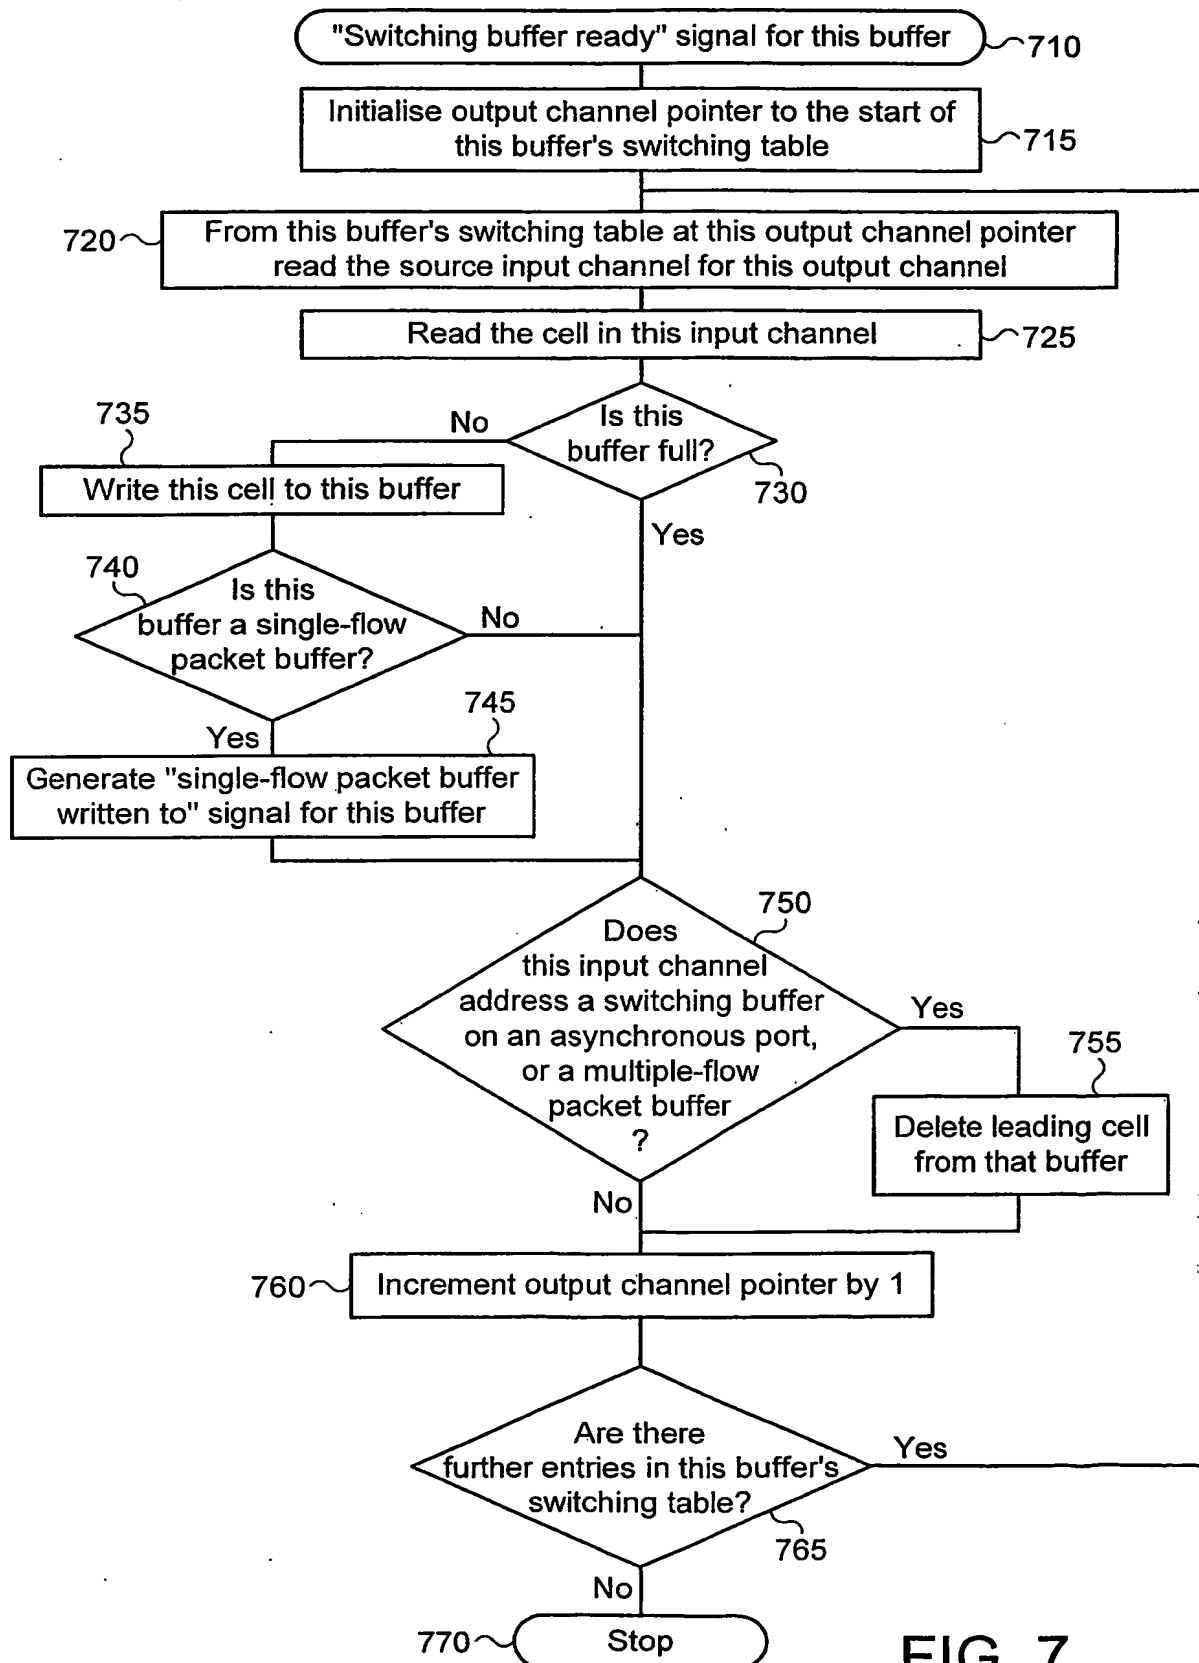 "Switching buffer ready" signal for this buffer
710
Initialise output channel pointer to the start of
this buffer's switching table
715
720
From this buffer's switching table at this output channel pointer
read the source input channel for this output channel
Read the cell in this input channel
725
735
No
Is this
buffer full?
730
Write this cell to this buffer
Yes
740
Is this
buffer a single-flow
packet buffer?
No
745
Yes
Generate "single-flow packet buffer
written to" signal for this buffer
750
Does
this input channel
address a switching buffer
on an asynchronous port,
or a multiple-flow
packet buffer
?
Yes
755
Delete leading cell
from that buffer
No
760
Increment output channel pointer by 1
Are there
further entries in this buffer's
switching table?
Yes
765
No
770
Stop
FIG. 7